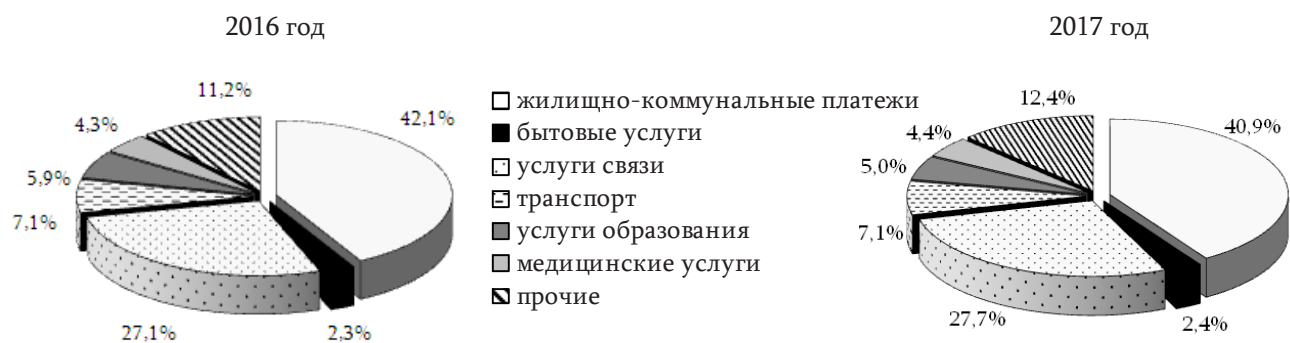 2016 год
2017 год
11,2%
42,1%
4,3%
5,9%
7,1%
27,1%
2,3%
жилищно-коммунальные платежи
бытовые услуги
услуги связи
транспорт
услуги образования
медицинские услуги
прочие
12,4%
40,9%
4,4%
5,0%
7,1%
27,7%
2,4%